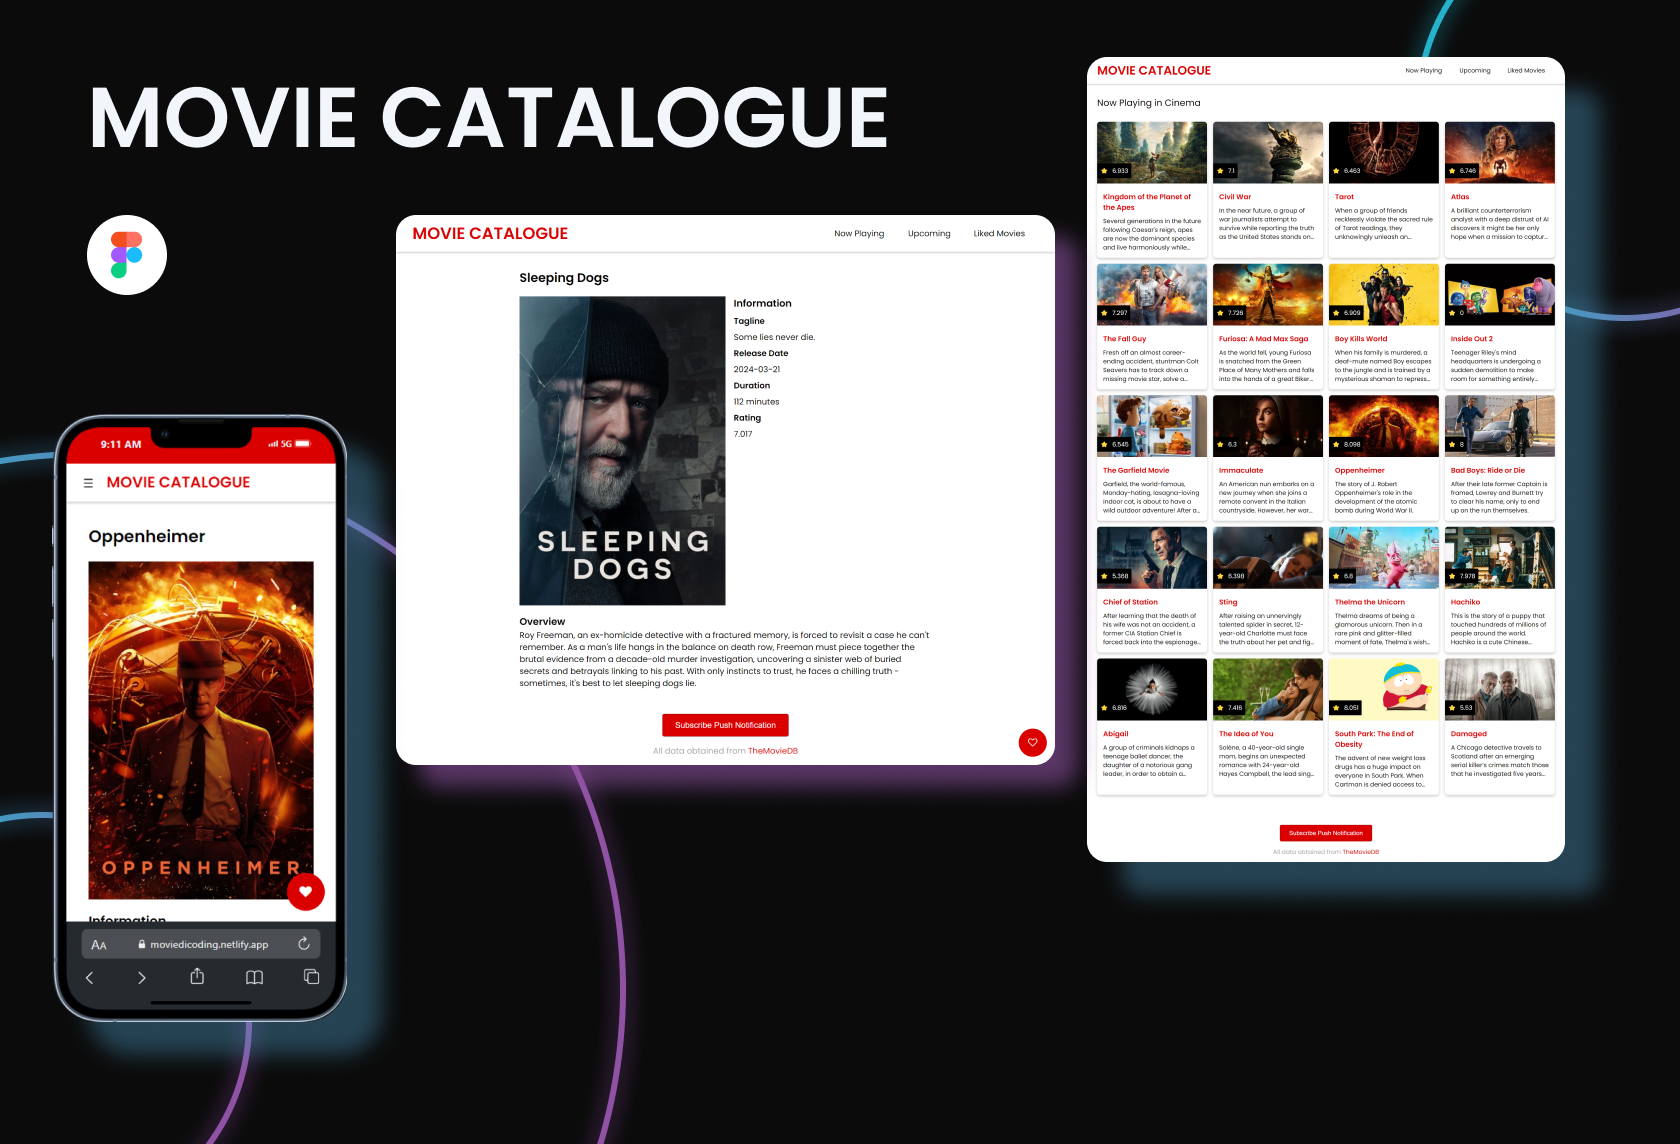 MOVIE CATALOGUE
9:11 AM
5G
MOVIE CATALOGUE
Oppenheimer
OPPENHEIMER
Information
AA
moviedicoding.netlify.app
MOVIE CATALOGUE
Now Playing
Upcoming
Liked Movies
Sleeping Dogs
SLEEPING
DOGS
Information
Tagline
Some lies never die.
Release Date
2024-03-21
Duration
112 minutes
Rating
7.017
Overview
Roy Freeman, an ex-homicide detective with a fractured memory, is forced to revisit a case he can't
remember. As a man's life hangs in the balance on death row, Freeman must piece together the
brutal evidence from a decade-old murder investigation, uncovering a sinister web of buried
secrets and betrayals linking to his past. With only instincts to trust, he faces a chilling truth -
sometimes, it's best to let sleeping dogs lie.
Subscribe Push Notification
All data obtained from TheMovieDB
MOVIE CATALOGUE
Now Playing
Upcoming
Liked Movies
Now Playing in Cinema
6.933
Kingdom of the Planet of
the Apes
Several generations in the future
following Caesar's reign, apes
are now the dominant species
and live harmoniously while...
7.1
Civil War
In the near future, a group of
war journalists attempt to
survive while reporting the truth
as the United States stands on...
6.463
Tarot
When a group of friends
recklessly violate the sacred rule
of Tarot readings, they
unknowingly unleash an...
6.746
Atlas
A brilliant counterterrorism
analyst with a deep distrust of AI
discovers it might be her only
hope when a mission to captur...
7.297
The Fall Guy
Fresh off an almost career-
ending accident, stuntman Colt
Seavers has to track down a
missing movie star, solve a...
7.726
Furiosa: A Mad Max Saga
As the world fell, young Furiosa
is snatched from the Green
Place of Many Mothers and falls
into the hands of a great Biker...
6.909
Boy Kills World
When his family is murdered, a
deaf-mute named Boy escapes
to the jungle and is trained by a
mysterious shaman to repress...
0
Inside Out 2
Teenager Riley's mind
headquarters is undergoing a
sudden demolition to make
room for something entirely...
6.545
The Garfield Movie
Garfield, the world-famous,
Monday-hating, lasagna-loving
indoor cat, is about to have a
wild outdoor adventure! After a...
6.3
Immaculate
An American nun embarks on a
new journey when she joins a
remote convent in the Italian
countryside. However, her war...
8.098
Oppenheimer
The story of J. Robert
Oppenheimer's role in the
development of the atomic
bomb during World War II.
8
Bad Boys: Ride or Die
After their late former Captain is
framed, Lowrey and Burnett try
to clear his name, only to end
up on the run themselves.
5.368
Chief of Station
After learning that the death of
his wife was not an accident, a
former CIA Station Chief is
forced back into the espionage...
6.398
Sting
After raising an unnervingly
talented spider in secret, 12-
year-old Charlotte must face
the truth about her pet and fig...
6.8
Thelma the Unicorn
Thelma dreams of being a
glamorous unicorn. Then in a
rare pink and glitter-filled
moment of fate, Thelma's wish...
7.978
Hachiko
This is the story of a puppy that
touched hundreds of millions of
people around the world.
Hachiko is a cute Chinese...
6.816
Abigail
A group of criminals kidnaps a
teenage ballet dancer, the
daughter of a notorious gang
leader, in order to obtain a...
7.416
The Idea of You
Solène, a 40-year-old single
mom, begins an unexpected
romance with 24-year-old
Hayes Campbell, the lead sing...
8.051
South Park: The End of
Obesity
The advent of new weight loss
drugs has a huge impact on
everyone in South Park. When
Cartman is denied access to...
5.53
Damaged
A Chicago detective travels to
Scotland after an emerging
serial killer's crimes match those
that he investigated five years...
Subscribe Push Notification
All data obtained from TheMovieDB